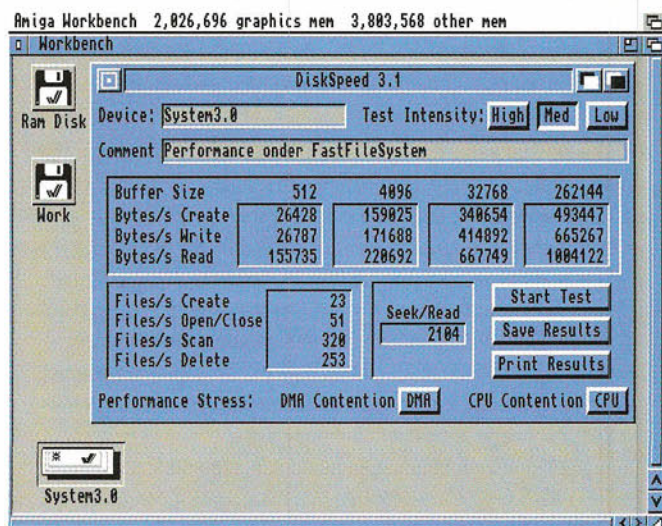 Amiga Workbench 2,026,696 graphics mem 3,803,568 other mem
Workbench
DiskSpeed 3.1
Ram Disk
Device: System3.0 Test Intensity: High Med Low
Comment Performance onder FastFileSystem
Work
Buffer Size 512 4096 32768 262144
Bytes/s Create 26428 159025 340654 493447
Bytes/s Write 26787 171688 414892 665267
Bytes/s Read 155735 220692 667749 1004122
Files/s Create 23
Files/s Open/Close 51
Files/s Scan 320
Files/s Delete 253
Seek/Read
2104
Start Test
Save Results
Print Results
Performance Stress: DMA Contention DMA CPU Contention CPU
System3.0